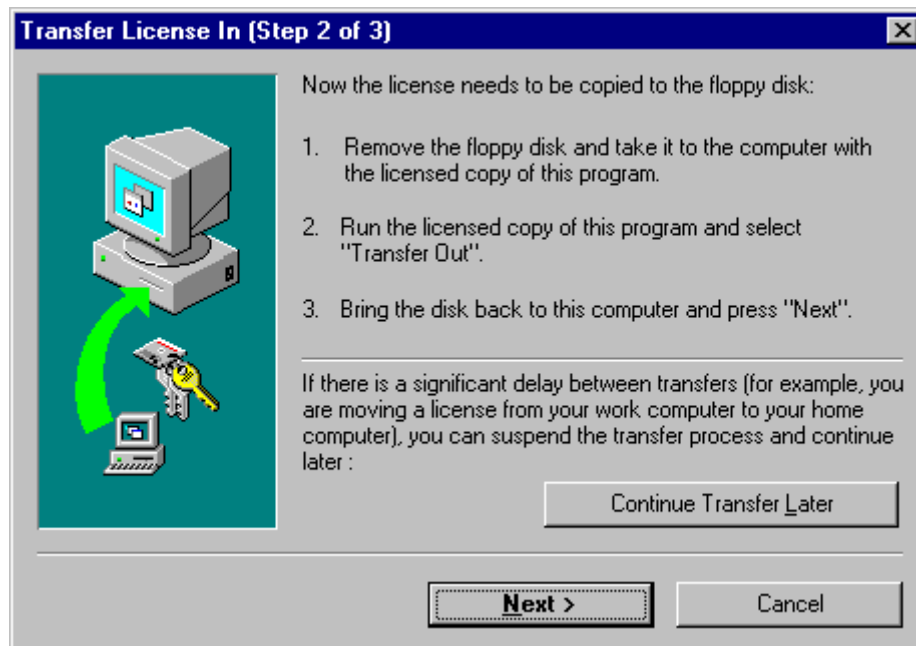 Transfer License In (Step 2 of 3)
Now the license needs to be copied to the floppy disk:
1. Remove the floppy disk and take it to the computer with
the licensed copy of this program.
2. Run the licensed copy of this program and select
"Transfer Out".
3. Bring the disk back to this computer and press "Next".
If there is a significant delay between transfers (for example, you
are moving a license from your work computer to your home
computer), you can suspend the transfer process and continue
later :
Continue Transfer Later
Next >
Cancel